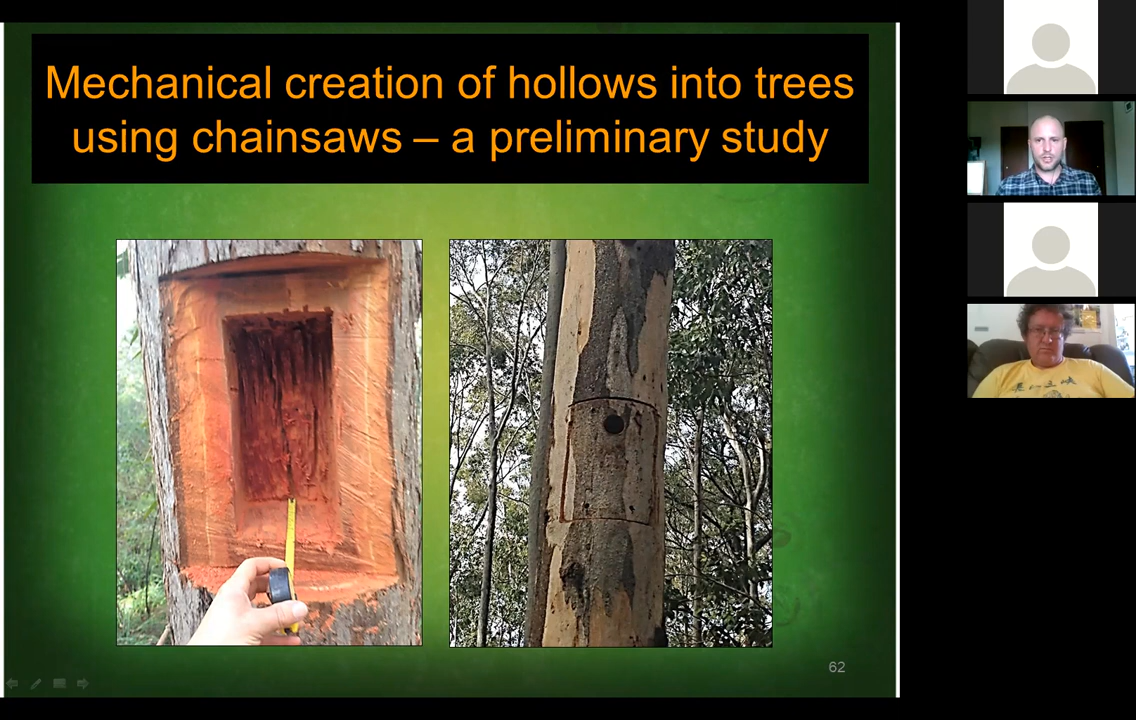 Mechanical creation of hollows into trees
using chainsaws – a preliminary study
62